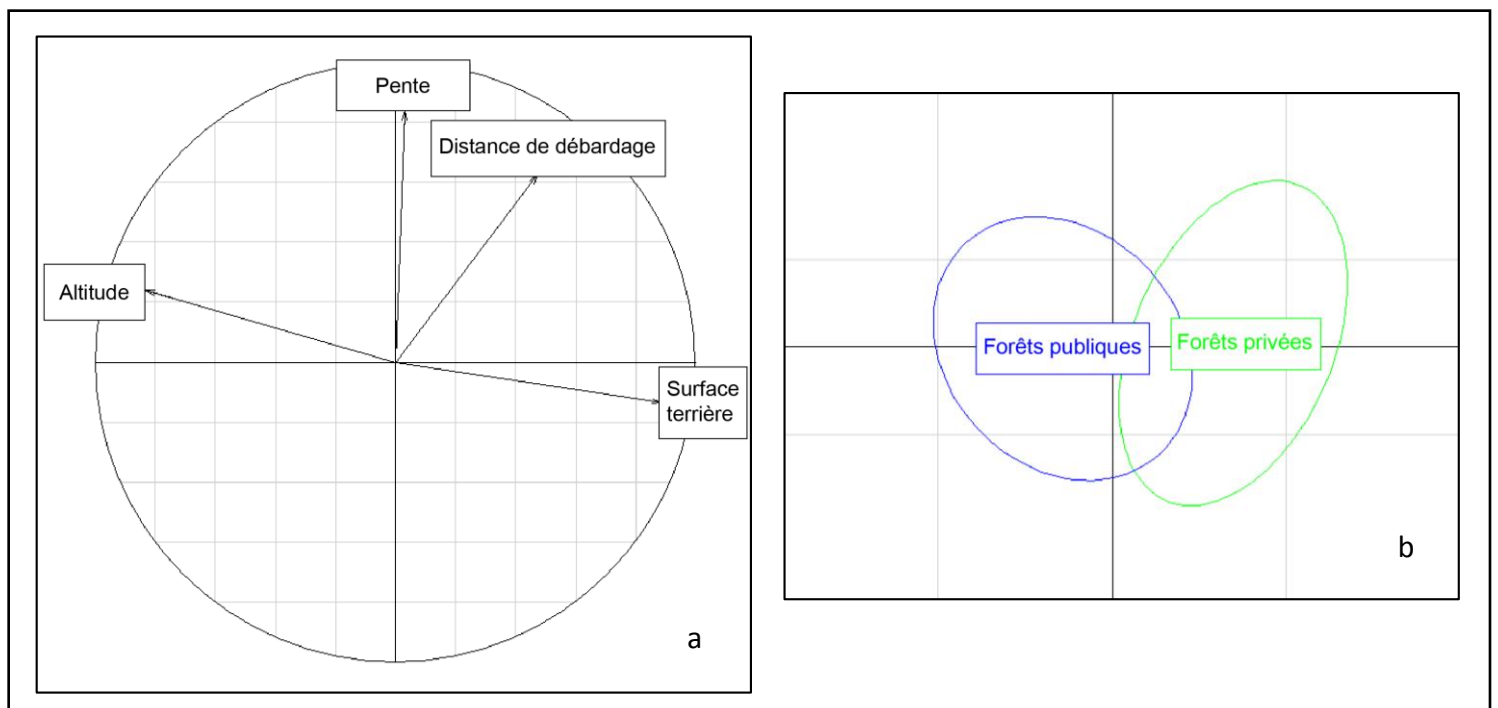 Pente
Distance de débardage
Altitude
Surface
terrière
a
Forêts publiques
Forêts privées
b